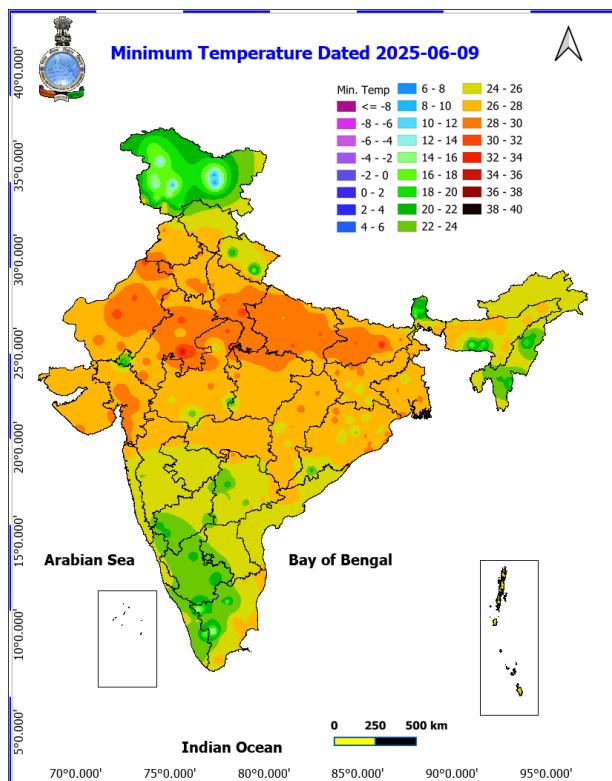 Minimum Temperature Dated 2025-06-09
Min. Temp
<= -8
-8 - -6
-6 - -4
-4 - -2
-2 - 0
0 - 2
2 - 4
4 - 6
6 - 8
8 - 10
10 - 12
12 - 14
14 - 16
16 - 18
18 - 20
20 - 22
22 - 24
24 - 26
26 - 28
28 - 30
30 - 32
32 - 34
34 - 36
36 - 38
38 - 40
40°0.000'
35°0.000'
30°0.000'
25°0.000'
20°0.000'
15°0.000'
10°0.000'
5°0.000'
Arabian Sea
Bay of Bengal
Indian Ocean
0 250 500 km
70°0.000' 75°0.000' 80°0.000' 85°0.000' 90°0.000' 95°0.000'